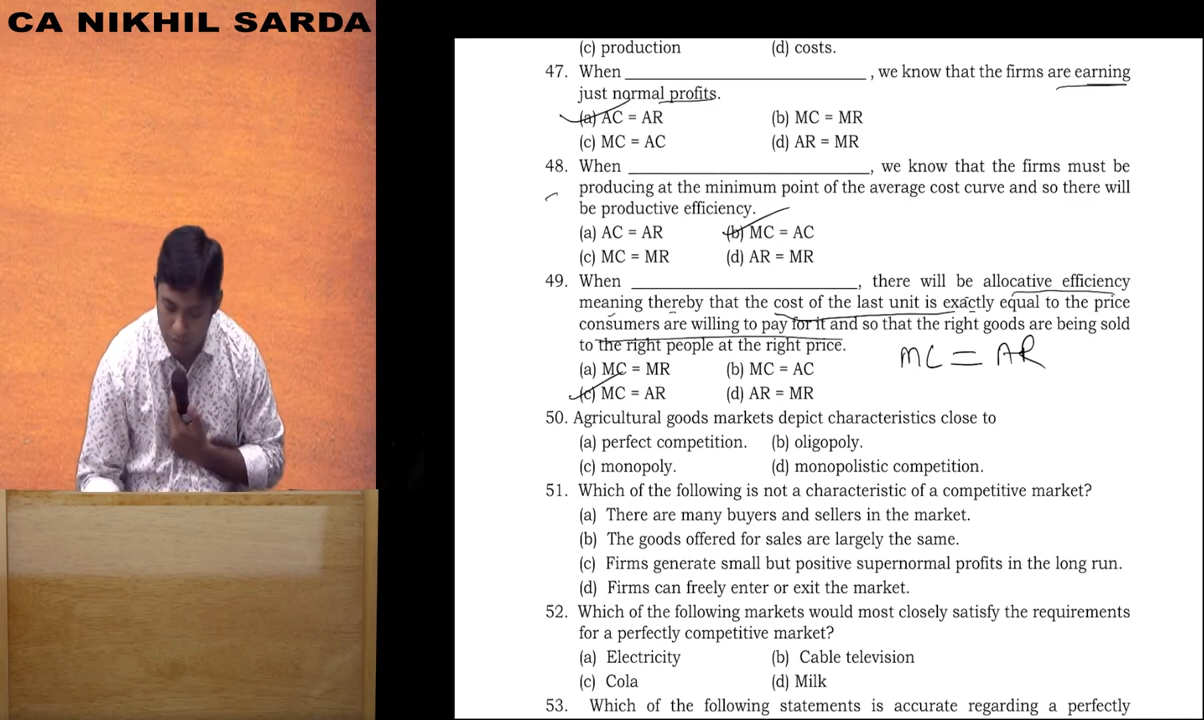 CA NIKHIL SARDA
(c) production (d) costs.
47. When ____________________, we know that the firms are earning
just normal profits.
(a) AC = AR (b) MC = MR
(c) MC = AC (d) AR = MR
48. When ____________________, we know that the firms must be
producing at the minimum point of the average cost curve and so there will
be productive efficiency.
(a) AC = AR (b) MC = AC
(c) MC = MR (d) AR = MR
49. When ____________________, there will be allocative efficiency
meaning thereby that the cost of the last unit is exactly equal to the price
consumers are willing to pay for it and so that the right goods are being sold
to the right people at the right price.
MC = AR
(a) MC = MR (b) MC = AC
(c) MC = AR (d) AR = MR
50. Agricultural goods markets depict characteristics close to
(a) perfect competition. (b) oligopoly.
(c) monopoly. (d) monopolistic competition.
51. Which of the following is not a characteristic of a competitive market?
(a) There are many buyers and sellers in the market.
(b) The goods offered for sales are largely the same.
(c) Firms generate small but positive supernormal profits in the long run.
(d) Firms can freely enter or exit the market.
52. Which of the following markets would most closely satisfy the requirements
for a perfectly competitive market?
(a) Electricity (b) Cable television
(c) Cola (d) Milk
53. Which of the following statements is accurate regarding a perfectly